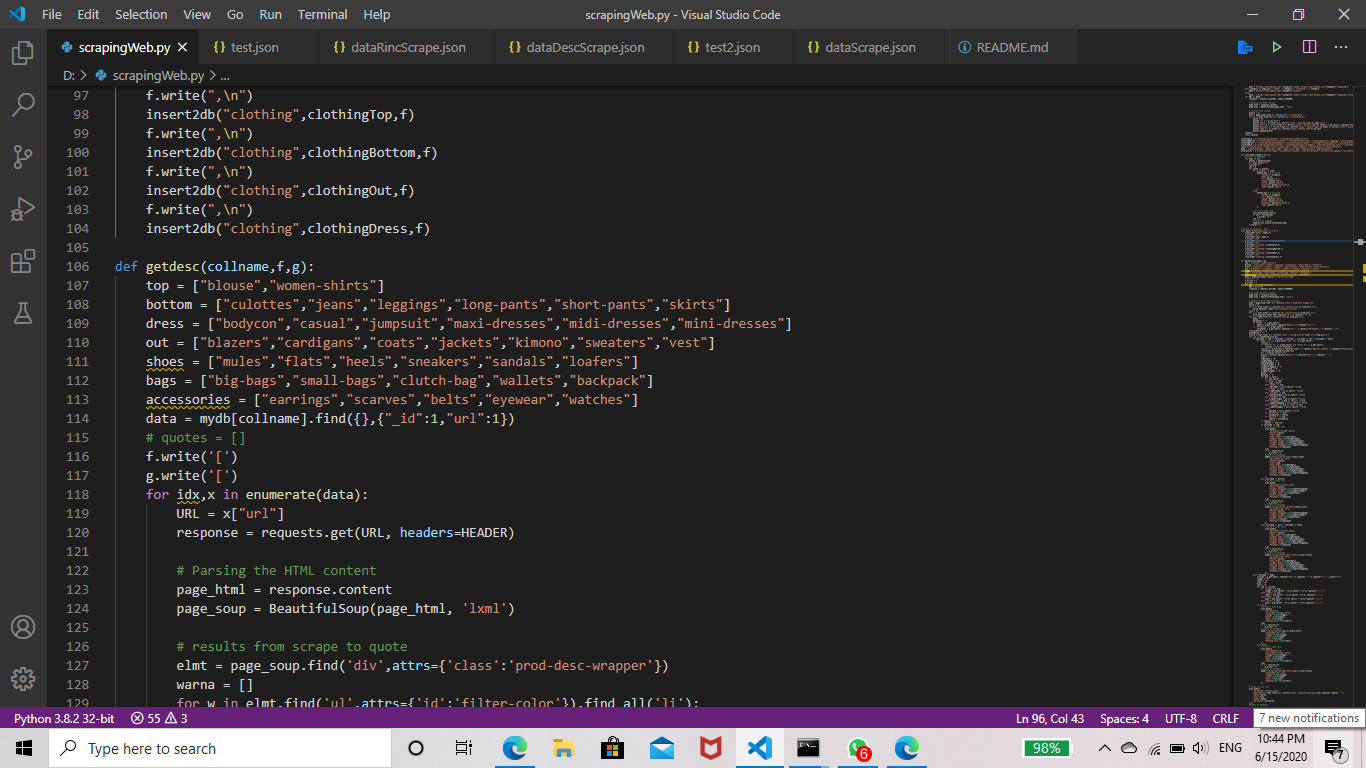 File Edit Selection View Go Run Terminal Help scrapingWeb.py - Visual Studio Code
scrapingWeb.py {} test.json {} dataRincScrape.json {} dataDescScrape.json {} test2.json {} dataScrape.json README.md
D: > scrapingWeb.py > ...
97 f.write(",\n")
98 insert2db("clothing",clothingTop,f)
99 f.write(",\n")
100 insert2db("clothing",clothingBottom,f)
101 f.write(",\n")
102 insert2db("clothing",clothingOut,f)
103 f.write(",\n")
104 insert2db("clothing",clothingDress,f)
105
106 def getdesc(collname,f,g):
107 top = ["blouse","women-shirts"]
108 bottom = ["culottes","jeans","leggings","long-pants","short-pants","skirts"]
109 dress = ["bodycon","casual","jumpsuit","maxi-dresses","midi-dresses","mini-dresses"]
110 out = ["blazers","cardigans","coats","jackets","kimono","sweaters","vest"]
111 shoes = ["mules","flats","heels","sneakers","sandals","loafers"]
112 bags = ["big-bags","small-bags","clutch-bag","wallets","backpack"]
113 accessories = ["earrings","scarves","belts","eyewear","watches"]
114 data = mydb[collname].find({},{"_id":1,"url":1})
115 # quotes = []
116 f.write('[')
117 g.write('[')
118 for idx,x in enumerate(data):
119 URL = x["url"]
120 response = requests.get(URL, headers=HEADER)
121
122 # Parsing the HTML content
123 page_html = response.content
124 page_soup = BeautifulSoup(page_html, 'lxml')
125
126 # results from scrape to quote
127 elmt = page_soup.find('div',attrs={'class':'prod-desc-wrapper'})
128 warna = []
129 for w in elmt.find('ul',attrs={'id':'filter-color'}).find_all('li'):
Python 3.8.2 32-bit 55 3 Ln 96, Col 43 Spaces: 4 UTF-8 CRLF 7 new notifications
Type here to search 6 98% ENG 10:44 PM 7
6/15/2020